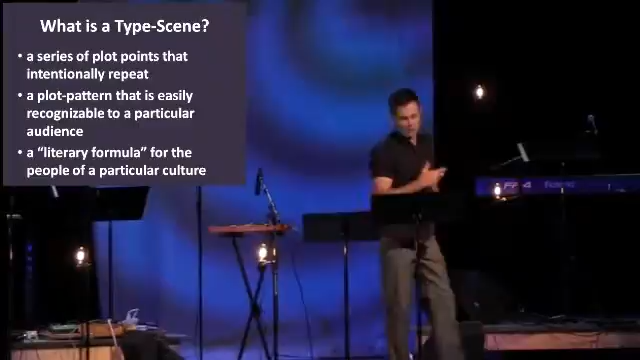 What is a Type-Scene?
• a series of plot points that
intentionally repeat
• a plot-pattern that is easily
recognizable to a particular
audience
• a “literary formula” for the
people of a particular culture